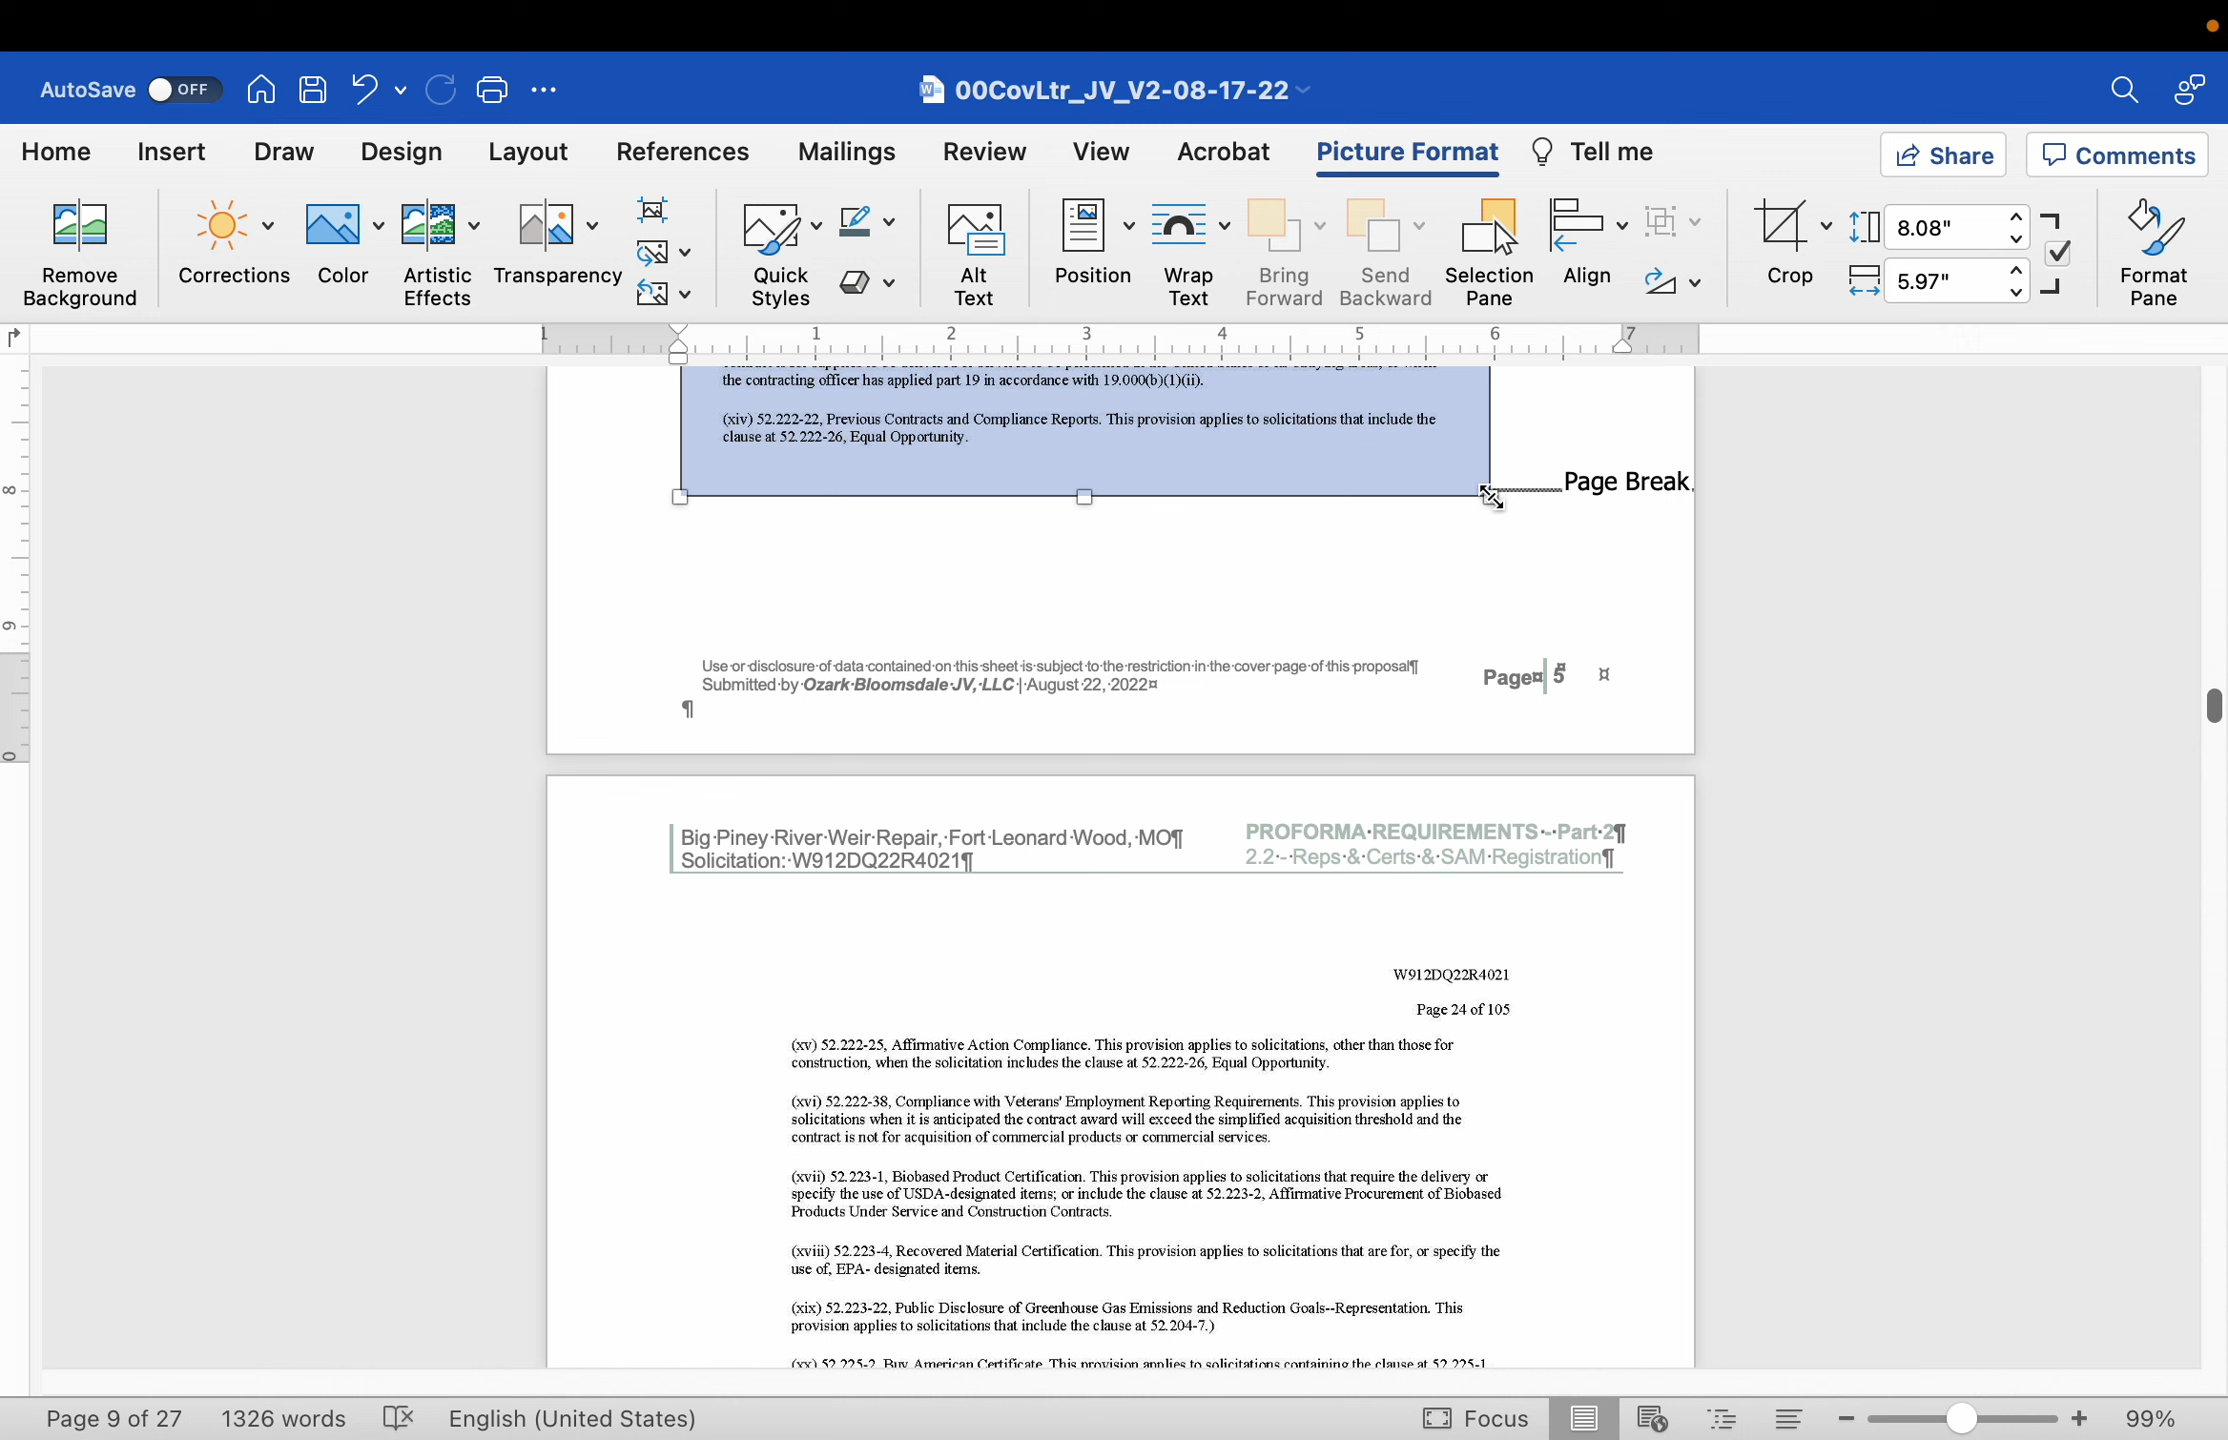 AutoSave OFF
00CovLtr_JV_V2-08-17-22
Home Insert Draw Design Layout References Mailings Review View Acrobat Picture Format Tell me Share Comments
Remove Background
Corrections
Color
Artistic Effects
Transparency
Quick Styles
Alt Text
Position
Wrap Text
Bring Forward
Send Backward
Selection Pane
Align
Crop
8.08"
5.97"
Format Pane
1 1 2 3 4 5 6 7
8
9
0
the contracting officer has applied part 19 in accordance with 19.000(b)(1)(ii).
(xiv) 52.222-22, Previous Contracts and Compliance Reports. This provision applies to solicitations that include the
clause at 52.222-26, Equal Opportunity.
Page Break
Use·or·disclosure·of·data·contained·on·this·sheet·is·subject·to·the·restriction·in·the·cover·page·of·this·proposal¶
Submitted·by·Ozark·Bloomsdale·JV,·LLC·|·August·22,·2022¤
Page¤ 5¤ ¤
¶
Big·Piney·River·Weir·Repair,·Fort·Leonard·Wood,·MO¶
Solicitation:·W912DQ22R4021¶
PROFORMA·REQUIREMENTS·-·Part·2¶
2.2·-·Reps·&·Certs·&·SAM·Registration¶
W912DQ22R4021
Page 24 of 105
(xv) 52.222-25, Affirmative Action Compliance. This provision applies to solicitations, other than those for
construction, when the solicitation includes the clause at 52.222-26, Equal Opportunity.
(xvi) 52.222-38, Compliance with Veterans' Employment Reporting Requirements. This provision applies to
solicitations when it is anticipated the contract award will exceed the simplified acquisition threshold and the
contract is not for acquisition of commercial products or commercial services.
(xvii) 52.223-1, Biobased Product Certification. This provision applies to solicitations that require the delivery or
specify the use of USDA-designated items; or include the clause at 52.223-2, Affirmative Procurement of Biobased
Products Under Service and Construction Contracts.
(xviii) 52.223-4, Recovered Material Certification. This provision applies to solicitations that are for, or specify the
use of, EPA- designated items.
(xix) 52.223-22, Public Disclosure of Greenhouse Gas Emissions and Reduction Goals--Representation. This
provision applies to solicitations that include the clause at 52.204-7.)
(xx) 52.225-2, Buy American Certificate. This provision applies to solicitations containing the clause at 52.225-1.
Page 9 of 27 1326 words English (United States) Focus 99%